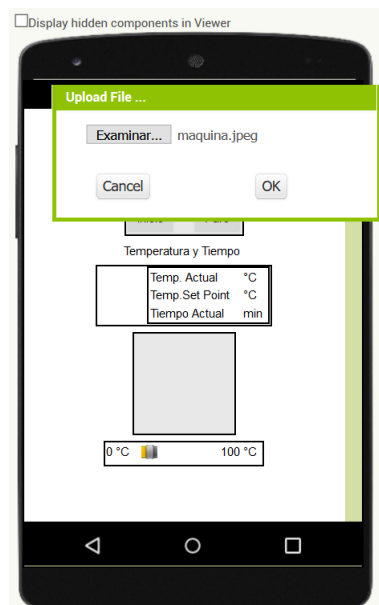 Display hidden components in Viewer
Upload File ...
Examinar... maquina.jpeg
Cancel OK
Temperatura y Tiempo
Temp. Actual °C
Temp.Set Point °C
Tiempo Actual min
0 °C 100 °C